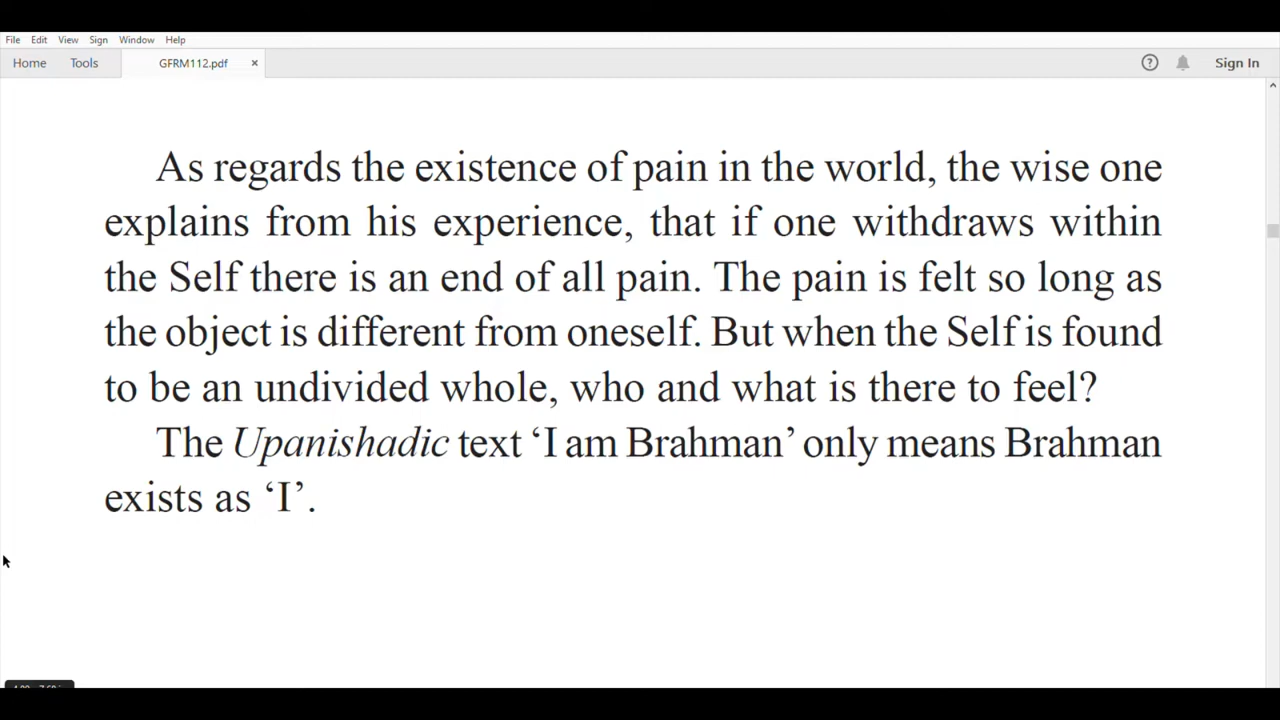 File Edit View Sign Window Help
Home Tools GFRM112.pdf × ? Sign In
As regards the existence of pain in the world, the wise one
explains from his experience, that if one withdraws within
the Self there is an end of all pain. The pain is felt so long as
the object is different from oneself. But when the Self is found
to be an undivided whole, who and what is there to feel?
The Upanishadic text ‘I am Brahman’ only means Brahman
exists as ‘I’.